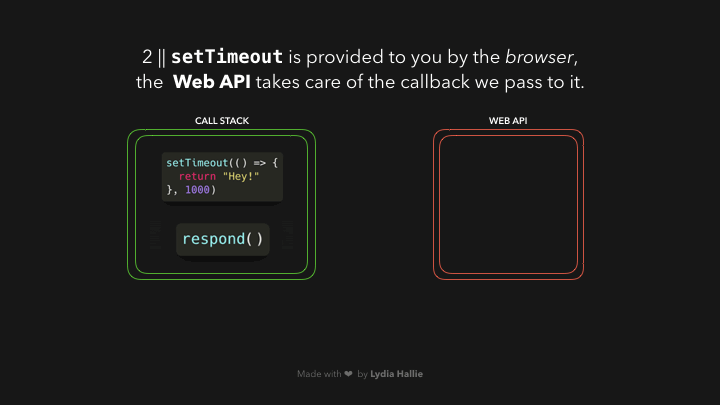 2 || setTimeout is provided to you by the browser,
the Web API takes care of the callback we pass to it.
CALL STACK
WEB API
setTimeout(() => {
return "Hey!"
}, 1000)
respond()
Made with ❤ by Lydia Hallie